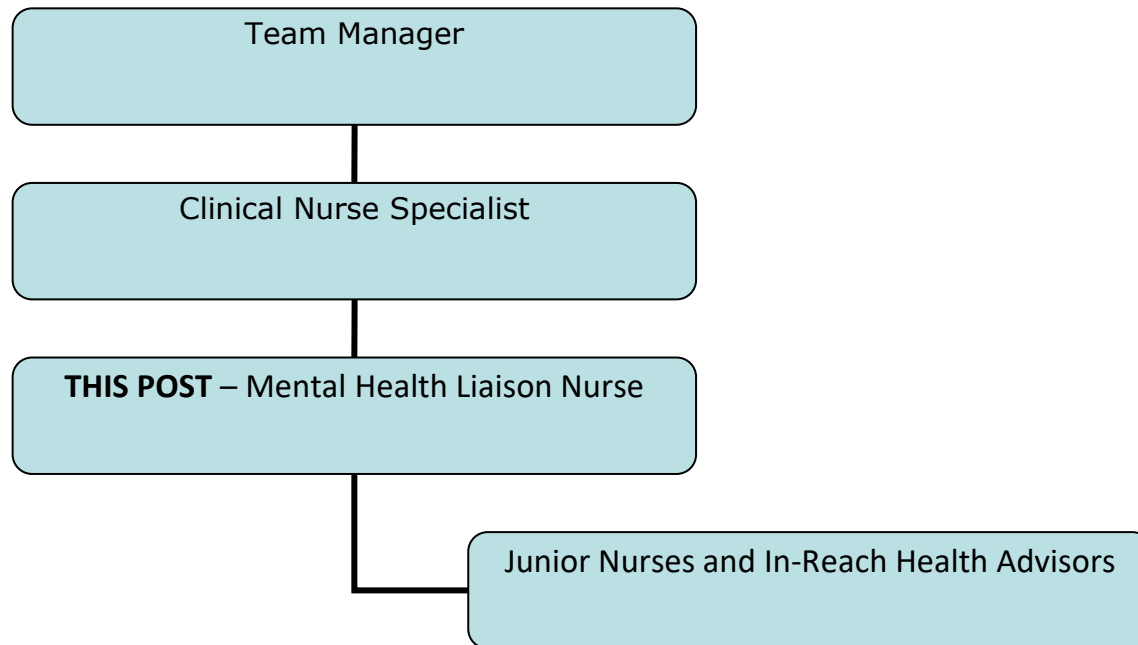 Team Manager
Clinical Nurse Specialist
THIS POST – Mental Health Liaison Nurse
Junior Nurses and In-Reach Health Advisors